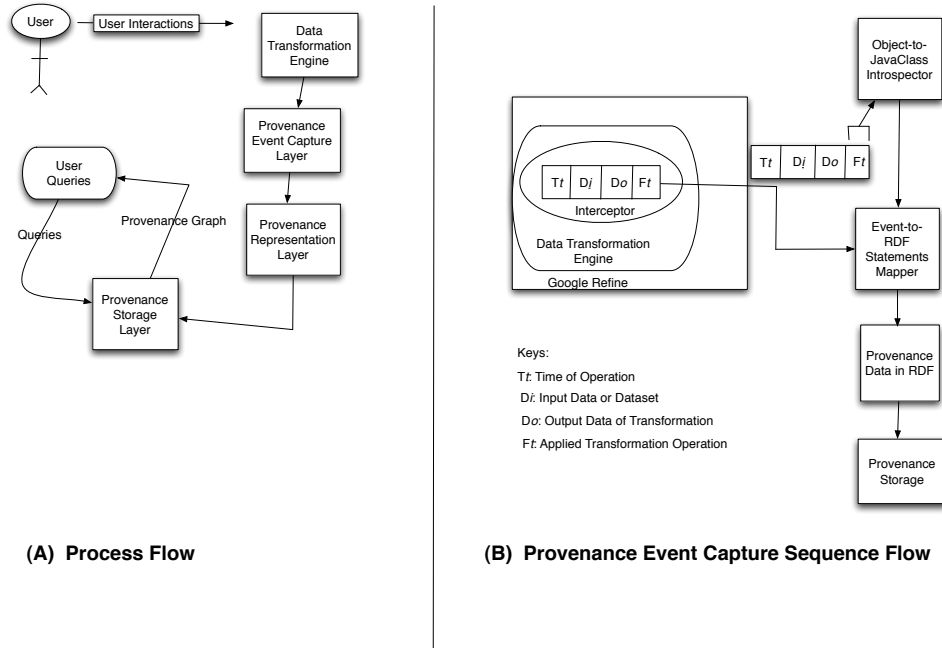 User
User Interactions
Data
Transformation
Engine
Provenance
Event Capture
Layer
User
Queries
Provenance Graph
Queries
Provenance
Representation
Layer
Provenance
Storage
Layer
(A) Process Flow
Object-to-
JavaClass
Introspector
Tt Di Do Ft
Tt Di Do Ft
Interceptor
Data Transformation
Engine
Google Refine
Event-to-
RDF
Statements
Mapper
Keys:
Tt: Time of Operation
Di: Input Data or Dataset
Do: Output Data of Transformation
Ft: Applied Transformation Operation
Provenance
Data in RDF
Provenance
Storage
(B) Provenance Event Capture Sequence Flow